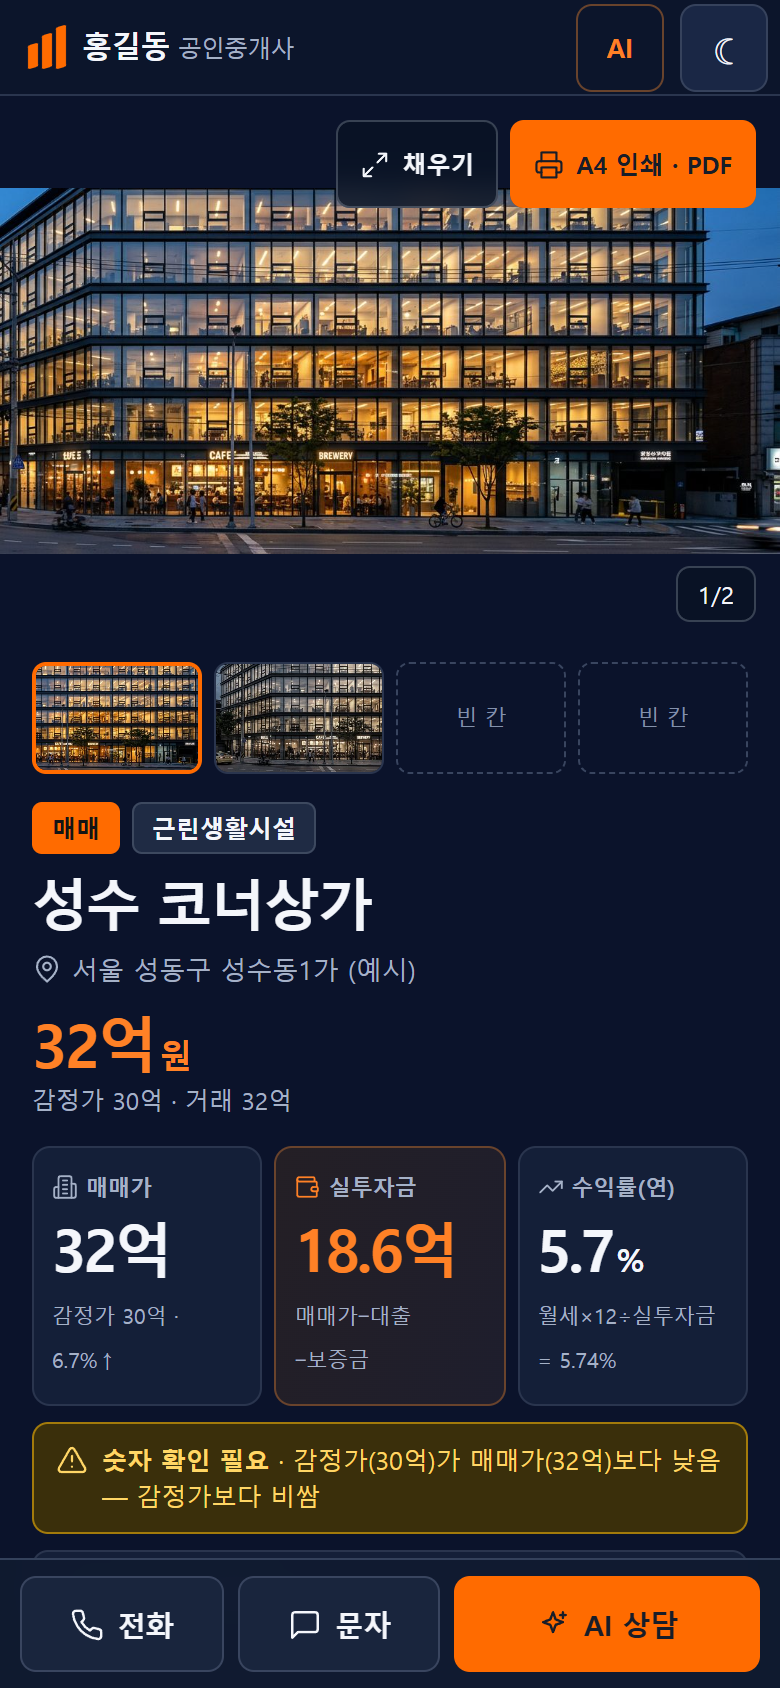 홍길동 공인중개사
AI
채우기
A4 인쇄 · PDF
CAFE
BREWERY
1/2
빈 칸
빈 칸
매매
근린생활시설
성수 코너상가
서울 성동구 성수동1가 (예시)
32억원
감정가 30억 · 거래 32억
매매가
32억
감정가 30억 ·
6.7%↑
실투자금
18.6억
매매가−대출
−보증금
수익률(연)
5.7%
월세×12÷실투자금
= 5.74%
숫자 확인 필요 · 감정가(30억)가 매매가(32억)보다 낮음
— 감정가보다 비쌈
전화
문자
AI 상담